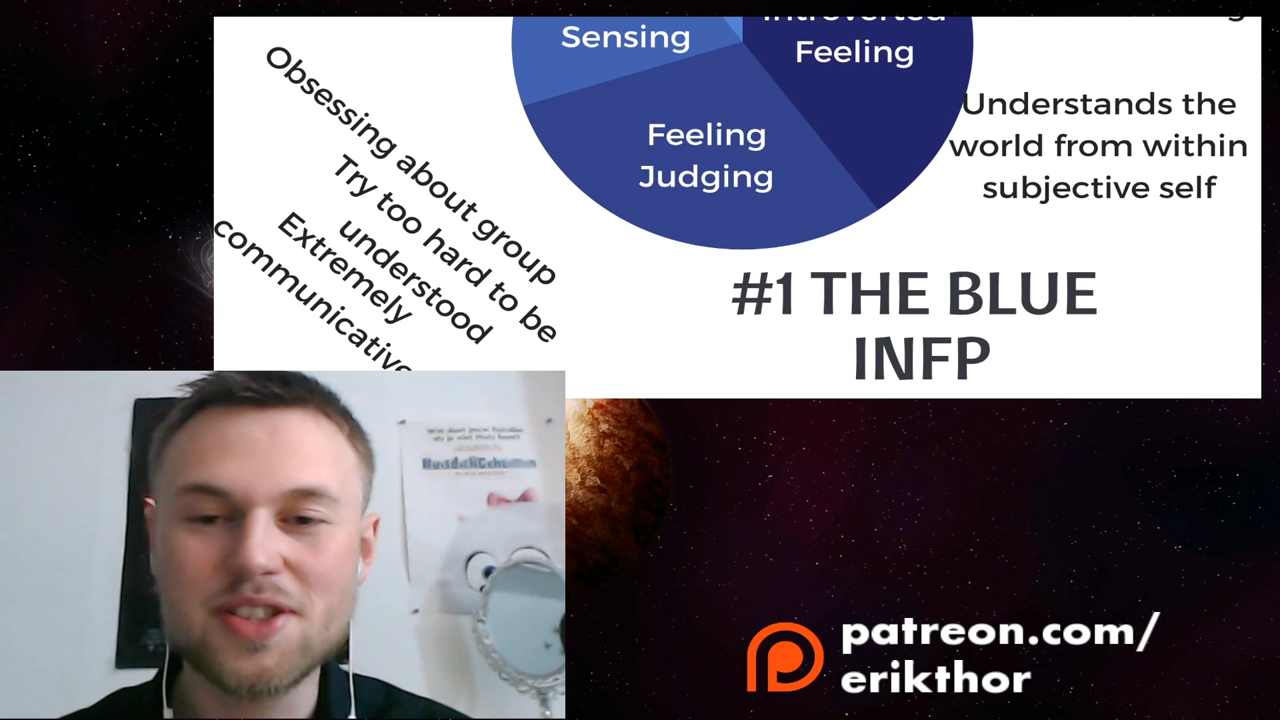 Sensing
Feeling
Feeling
Judging
Understands the
world from within
subjective self
Obsessing about group
Try too hard to be
understood
Extremely
communicative
#1 THE BLUE
INFP
patreon.com/
erikthor